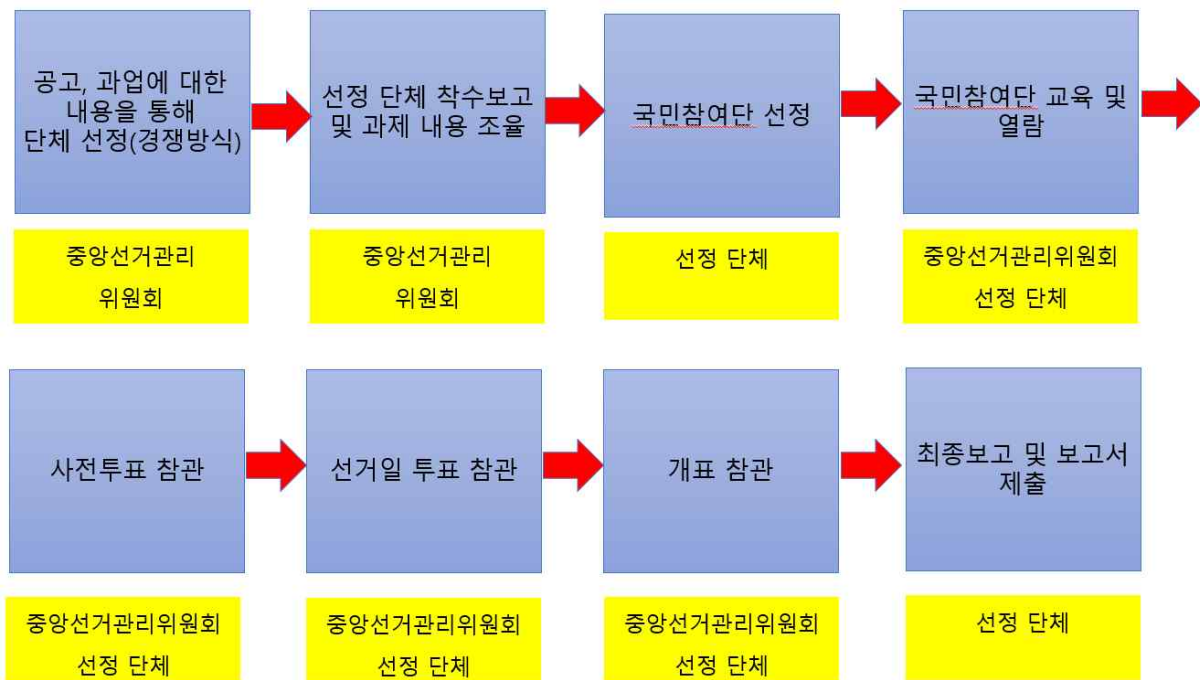 공고, 과업에 대한
내용을 통해
단체 선정(경쟁방식)
선정 단체 착수보고
및 과제 내용 조율
국민참여단 선정
국민참여단 교육 및
열람
중앙선거관리
위원회
중앙선거관리
위원회
선정 단체
중앙선거관리위원회
선정 단체
사전투표 참관
선거일 투표 참관
개표 참관
최종보고 및 보고서
제출
중앙선거관리위원회
선정 단체
중앙선거관리위원회
선정 단체
중앙선거관리위원회
선정 단체
선정 단체